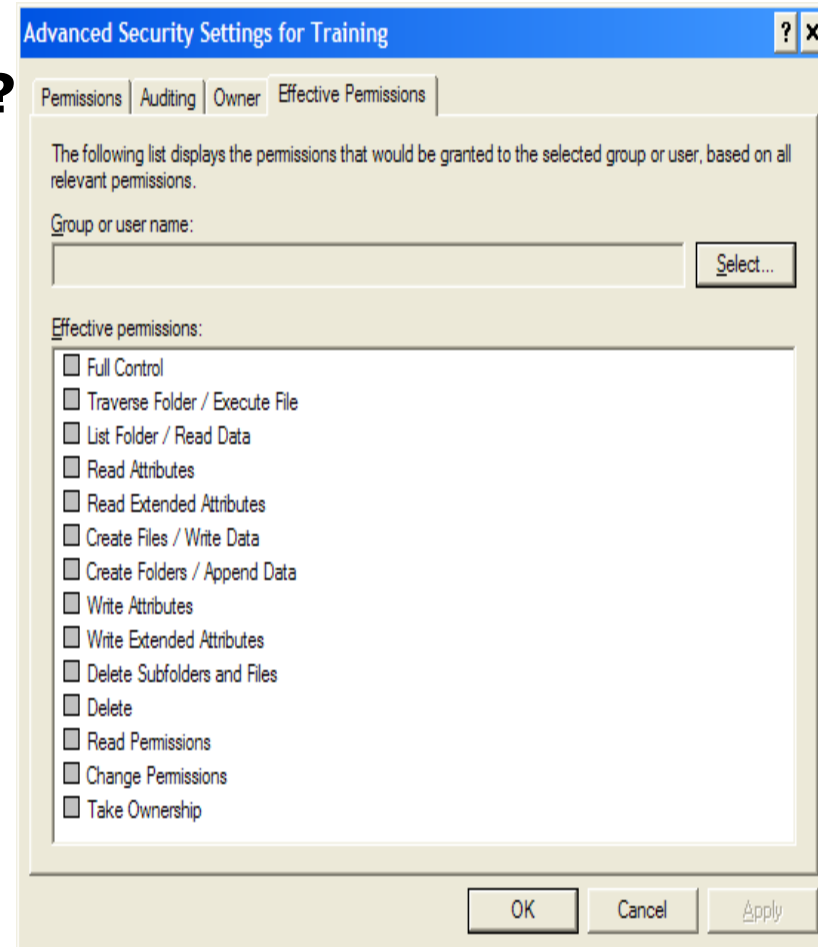 Advanced Security Settings for Training ? X
?
Permissions Auditing Owner Effective Permissions
The following list displays the permissions that would be granted to the selected group or user, based on all
relevant permissions.
Group or user name:
Select...
Effective permissions:
Full Control
Traverse Folder / Execute File
List Folder / Read Data
Read Attributes
Read Extended Attributes
Create Files / Write Data
Create Folders / Append Data
Write Attributes
Write Extended Attributes
Delete Subfolders and Files
Delete
Read Permissions
Change Permissions
Take Ownership
OK Cancel Apply